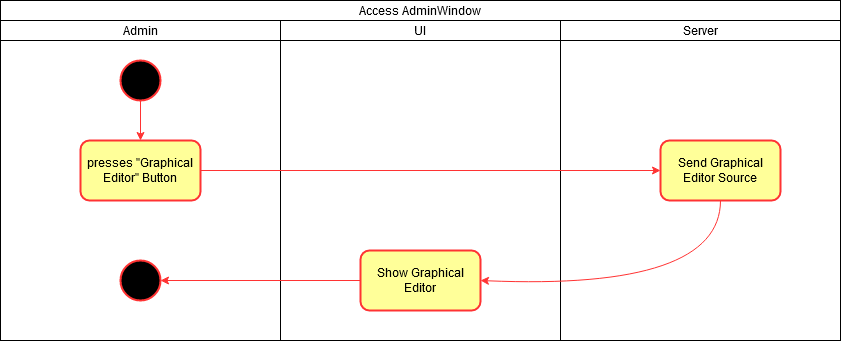 Access AdminWindow
Admin
UI
Server
presses "Graphical
Editor" Button
Send Graphical
Editor Source
Show Graphical
Editor